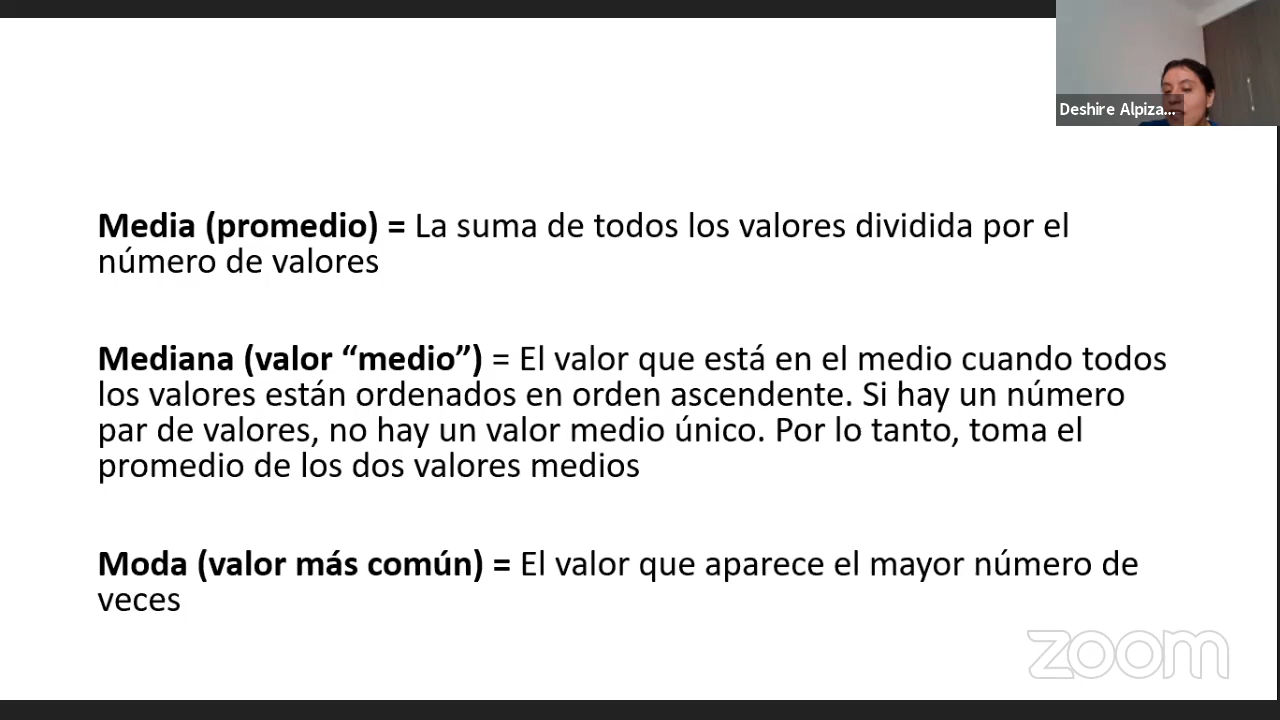 Deshire Alpiza...
Media (promedio) = La suma de todos los valores dividida por el
número de valores
Mediana (valor “medio”) = El valor que está en el medio cuando todos
los valores están ordenados en orden ascendente. Si hay un número
par de valores, no hay un valor medio único. Por lo tanto, toma el
promedio de los dos valores medios
Moda (valor más común) = El valor que aparece el mayor número de
veces
zoom